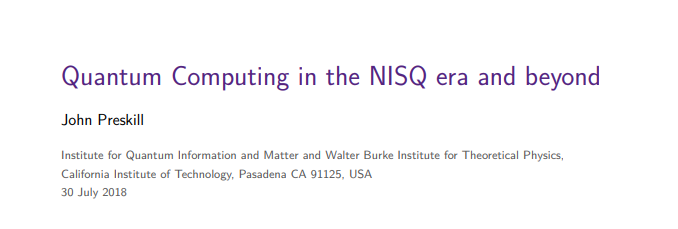 Quantum Computing in the NISQ era and beyond
John Preskill
Institute for Quantum Information and Matter and Walter Burke Institute for Theoretical Physics,
California Institute of Technology, Pasadena CA 91125, USA
30 July 2018